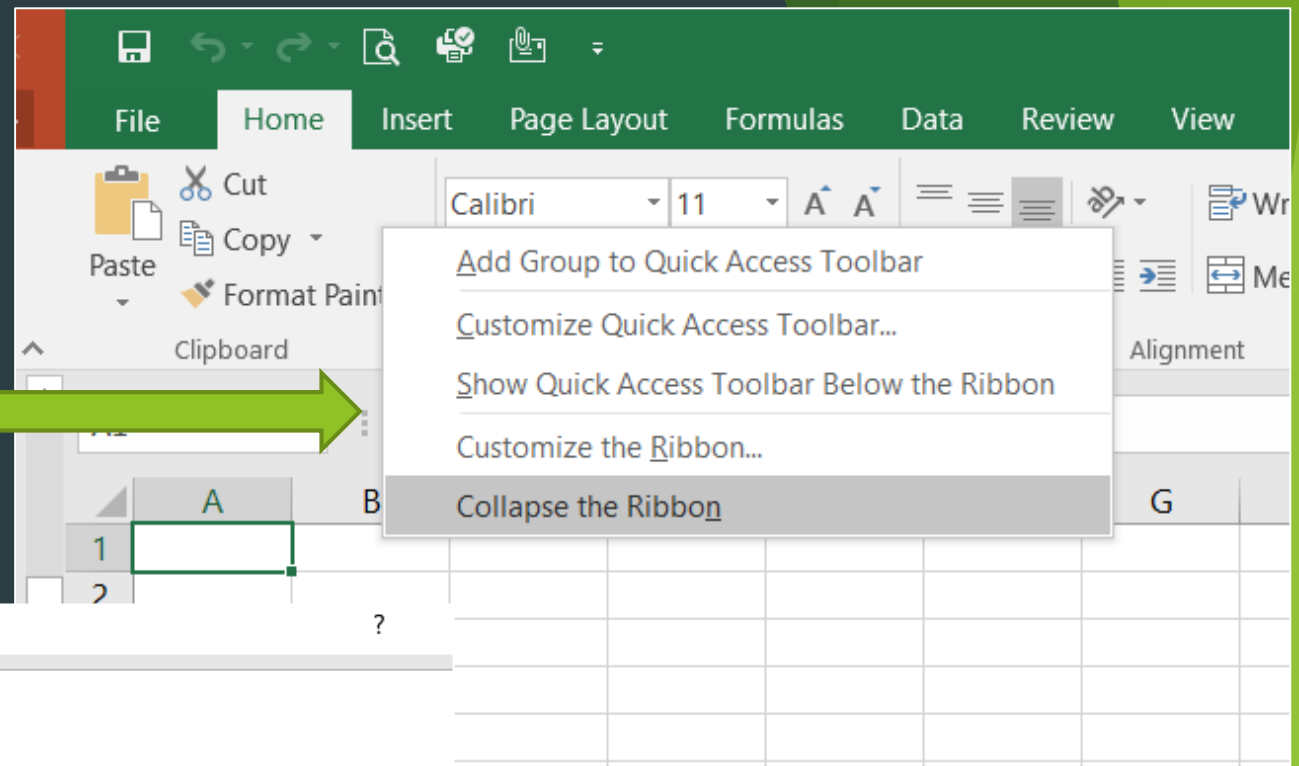 File Home Insert Page Layout Formulas Data Review View
Cut
Calibri 11 A A Wr
Copy
Paste
Format Paint
Me
Clipboard
Alignment
Add Group to Quick Access Toolbar
Customize Quick Access Toolbar...
Show Quick Access Toolbar Below the Ribbon
Customize the Ribbon...
Collapse the Ribbon
A B G
1
2
?